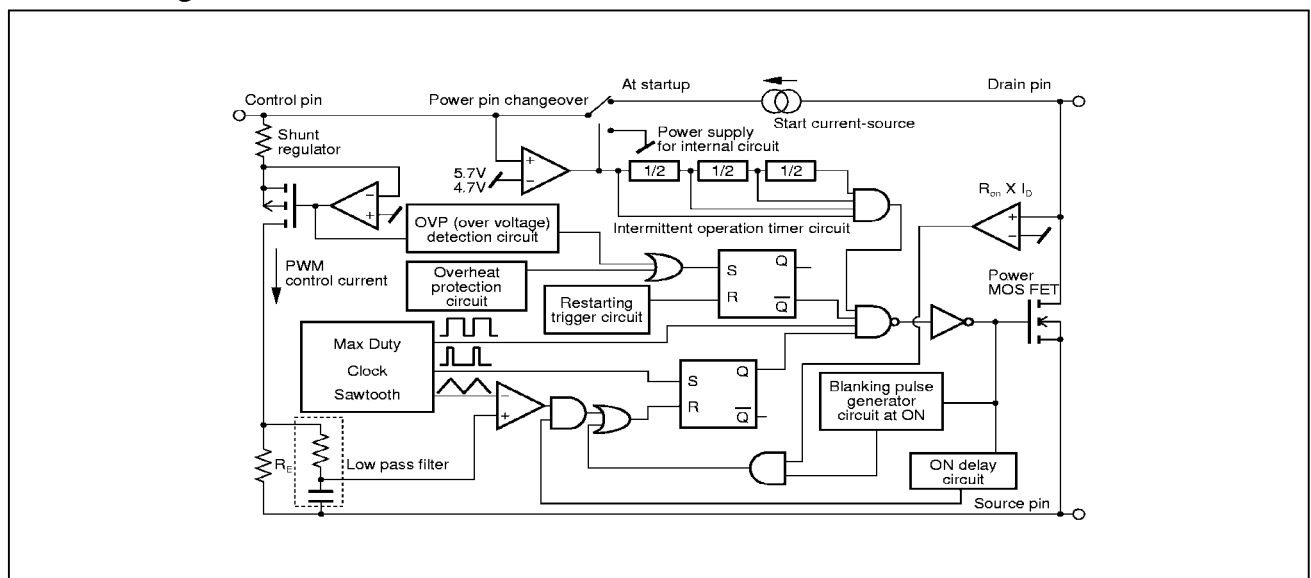 At startup
Drain pin
Control pin
Power pin changeover
Start current-source
Shunt
regulator
Power supply
for internal circuit
5.7V
4.7V
+
−
1/2
1/2
1/2
−
+
R_on X I_D
+
−
OVP (over voltage)
detection circuit
Intermittent operation timer circuit
PWM
control current
Overheat
protection
circuit
S
Q
R
Q̅
Restarting
trigger circuit
Power
MOS FET
Max Duty
Clock
Sawtooth
−
+
S
Q
R
Q̅
Blanking pulse
generator
circuit at ON
R_E
Low pass filter
ON delay
circuit
Source pin